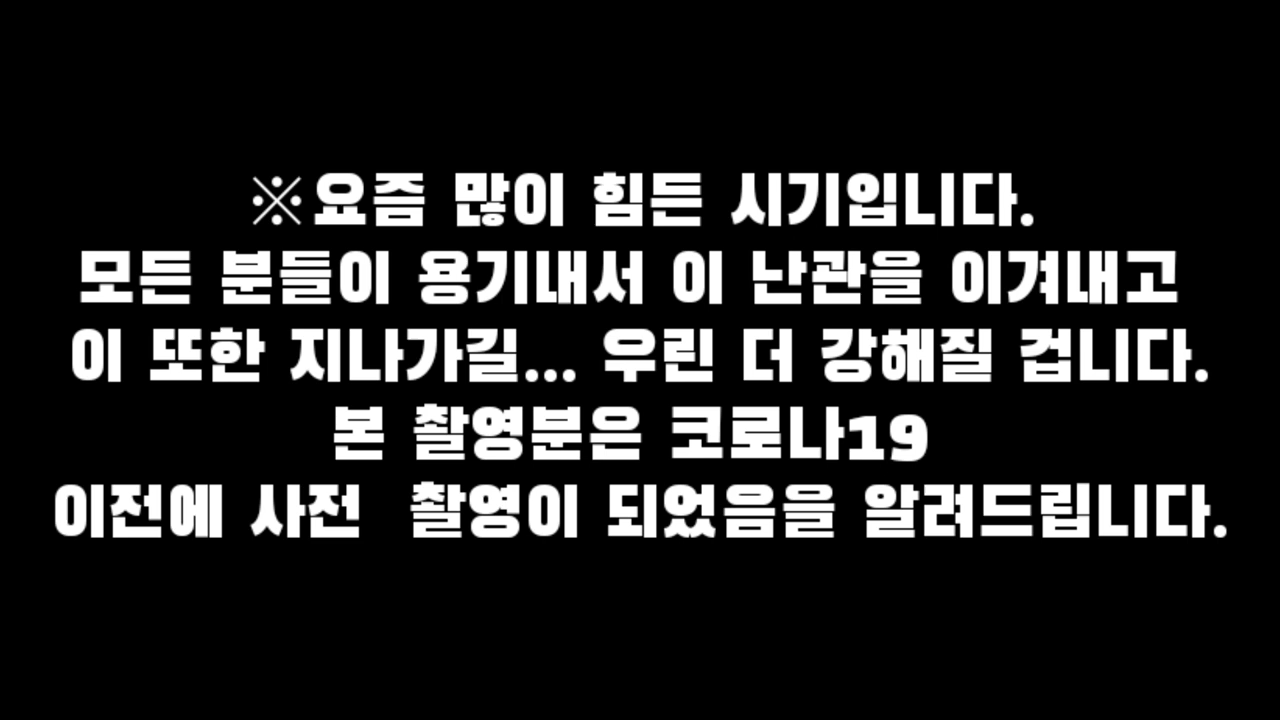 ※요즘 많이 힘든 시기입니다.
모든 분들이 용기내서 이 난관을 이겨내고
이 또한 지나가길... 우린 더 강해질 겁니다.
본 촬영분은 코로나19
이전에 사전 촬영이 되었음을 알려드립니다.